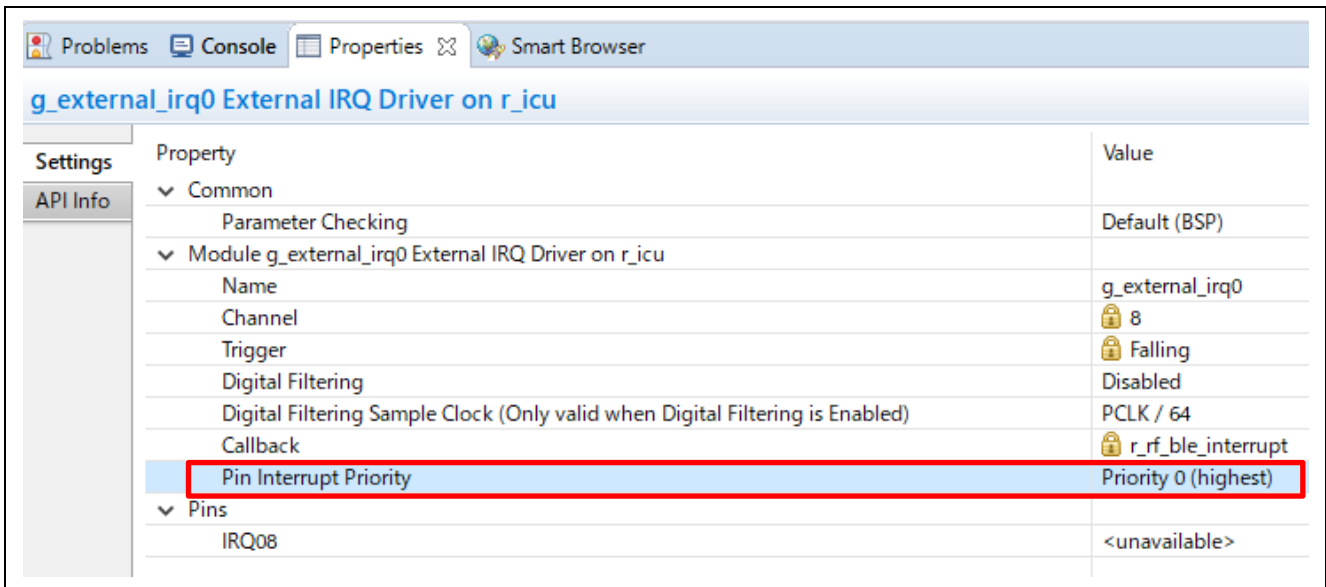 Problems Console Properties Smart Browser
g_external_irq0 External IRQ Driver on r_icu
Settings
API Info
Property Value
Common
Parameter Checking Default (BSP)
Module g_external_irq0 External IRQ Driver on r_icu
Name g_external_irq0
Channel 8
Trigger Falling
Digital Filtering Disabled
Digital Filtering Sample Clock (Only valid when Digital Filtering is Enabled) PCLK / 64
Callback r_rf_ble_interrupt
Pin Interrupt Priority Priority 0 (highest)
Pins
IRQ08 <unavailable>